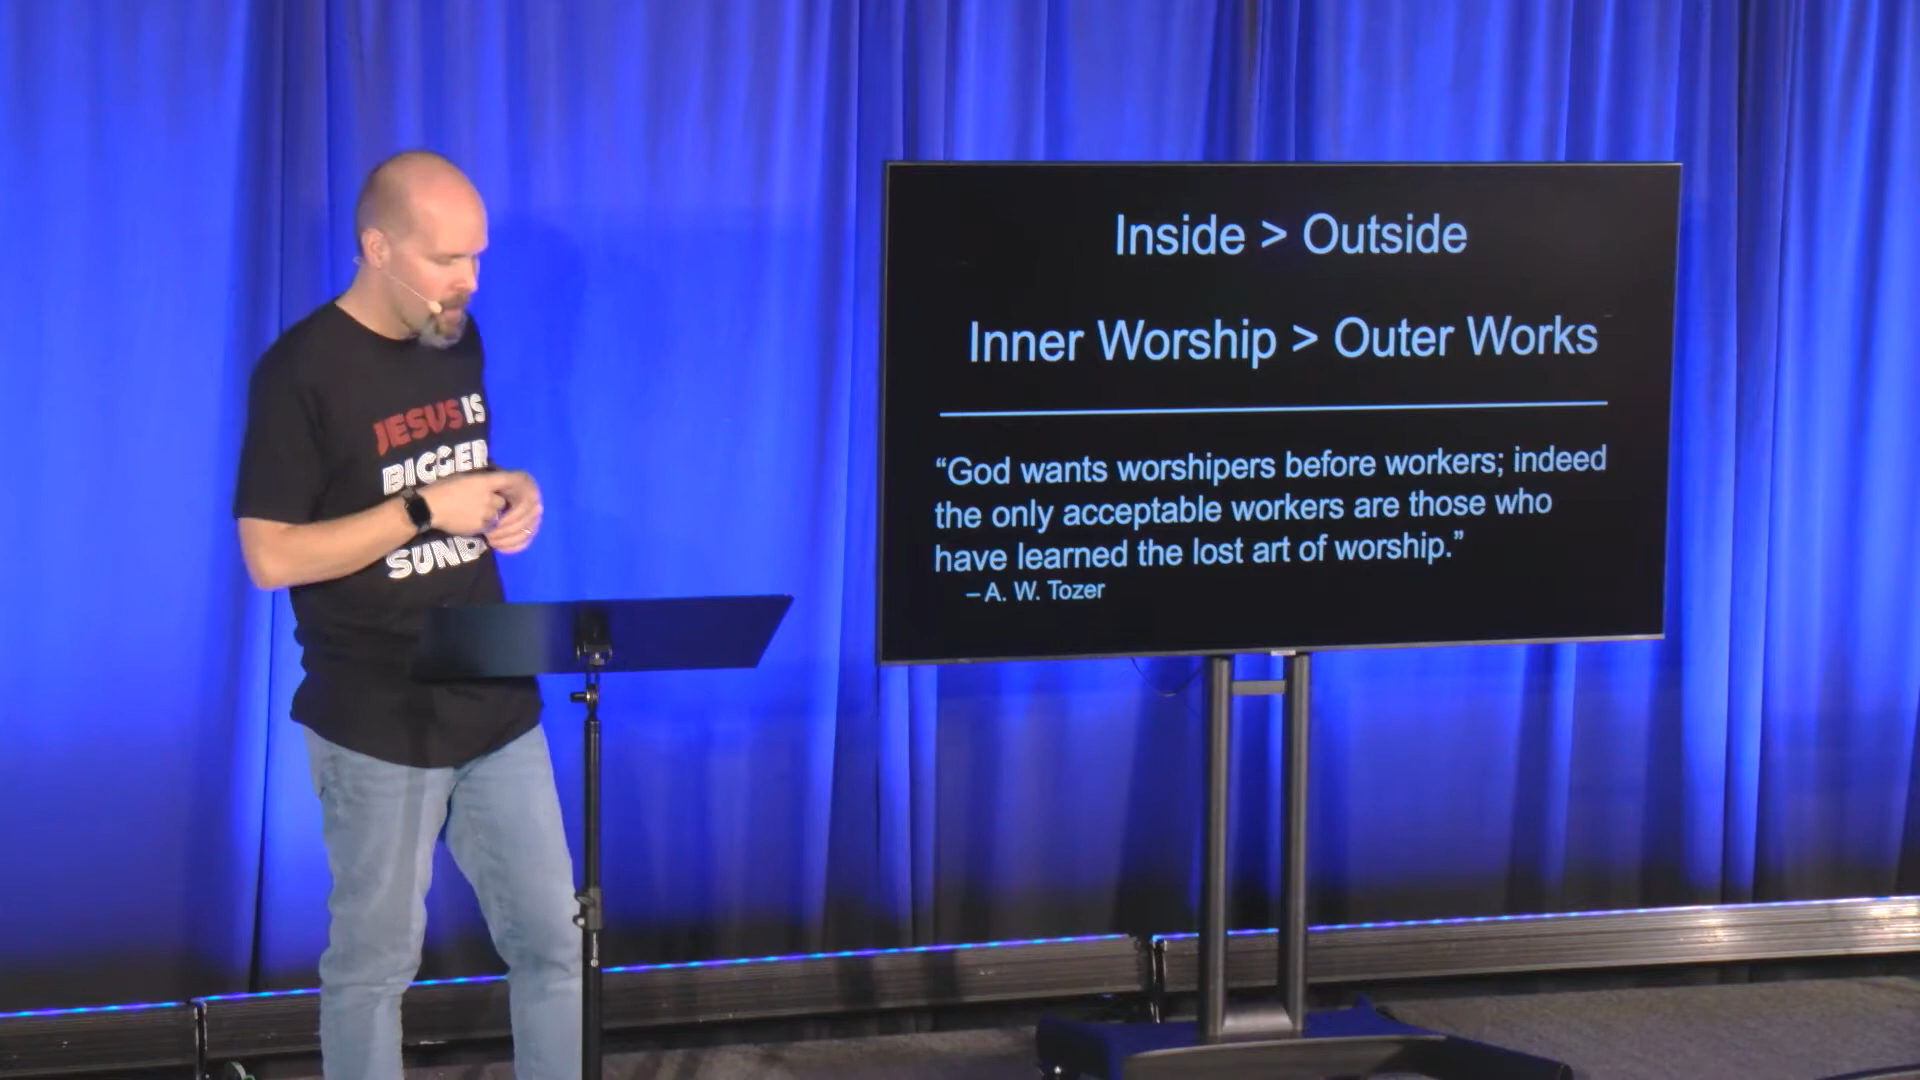 JESUS IS
BIGGER
Inside > Outside
Inner Worship > Outer Works
“God wants worshipers before workers; indeed
the only acceptable workers are those who
have learned the lost art of worship.”
– A. W. Tozer